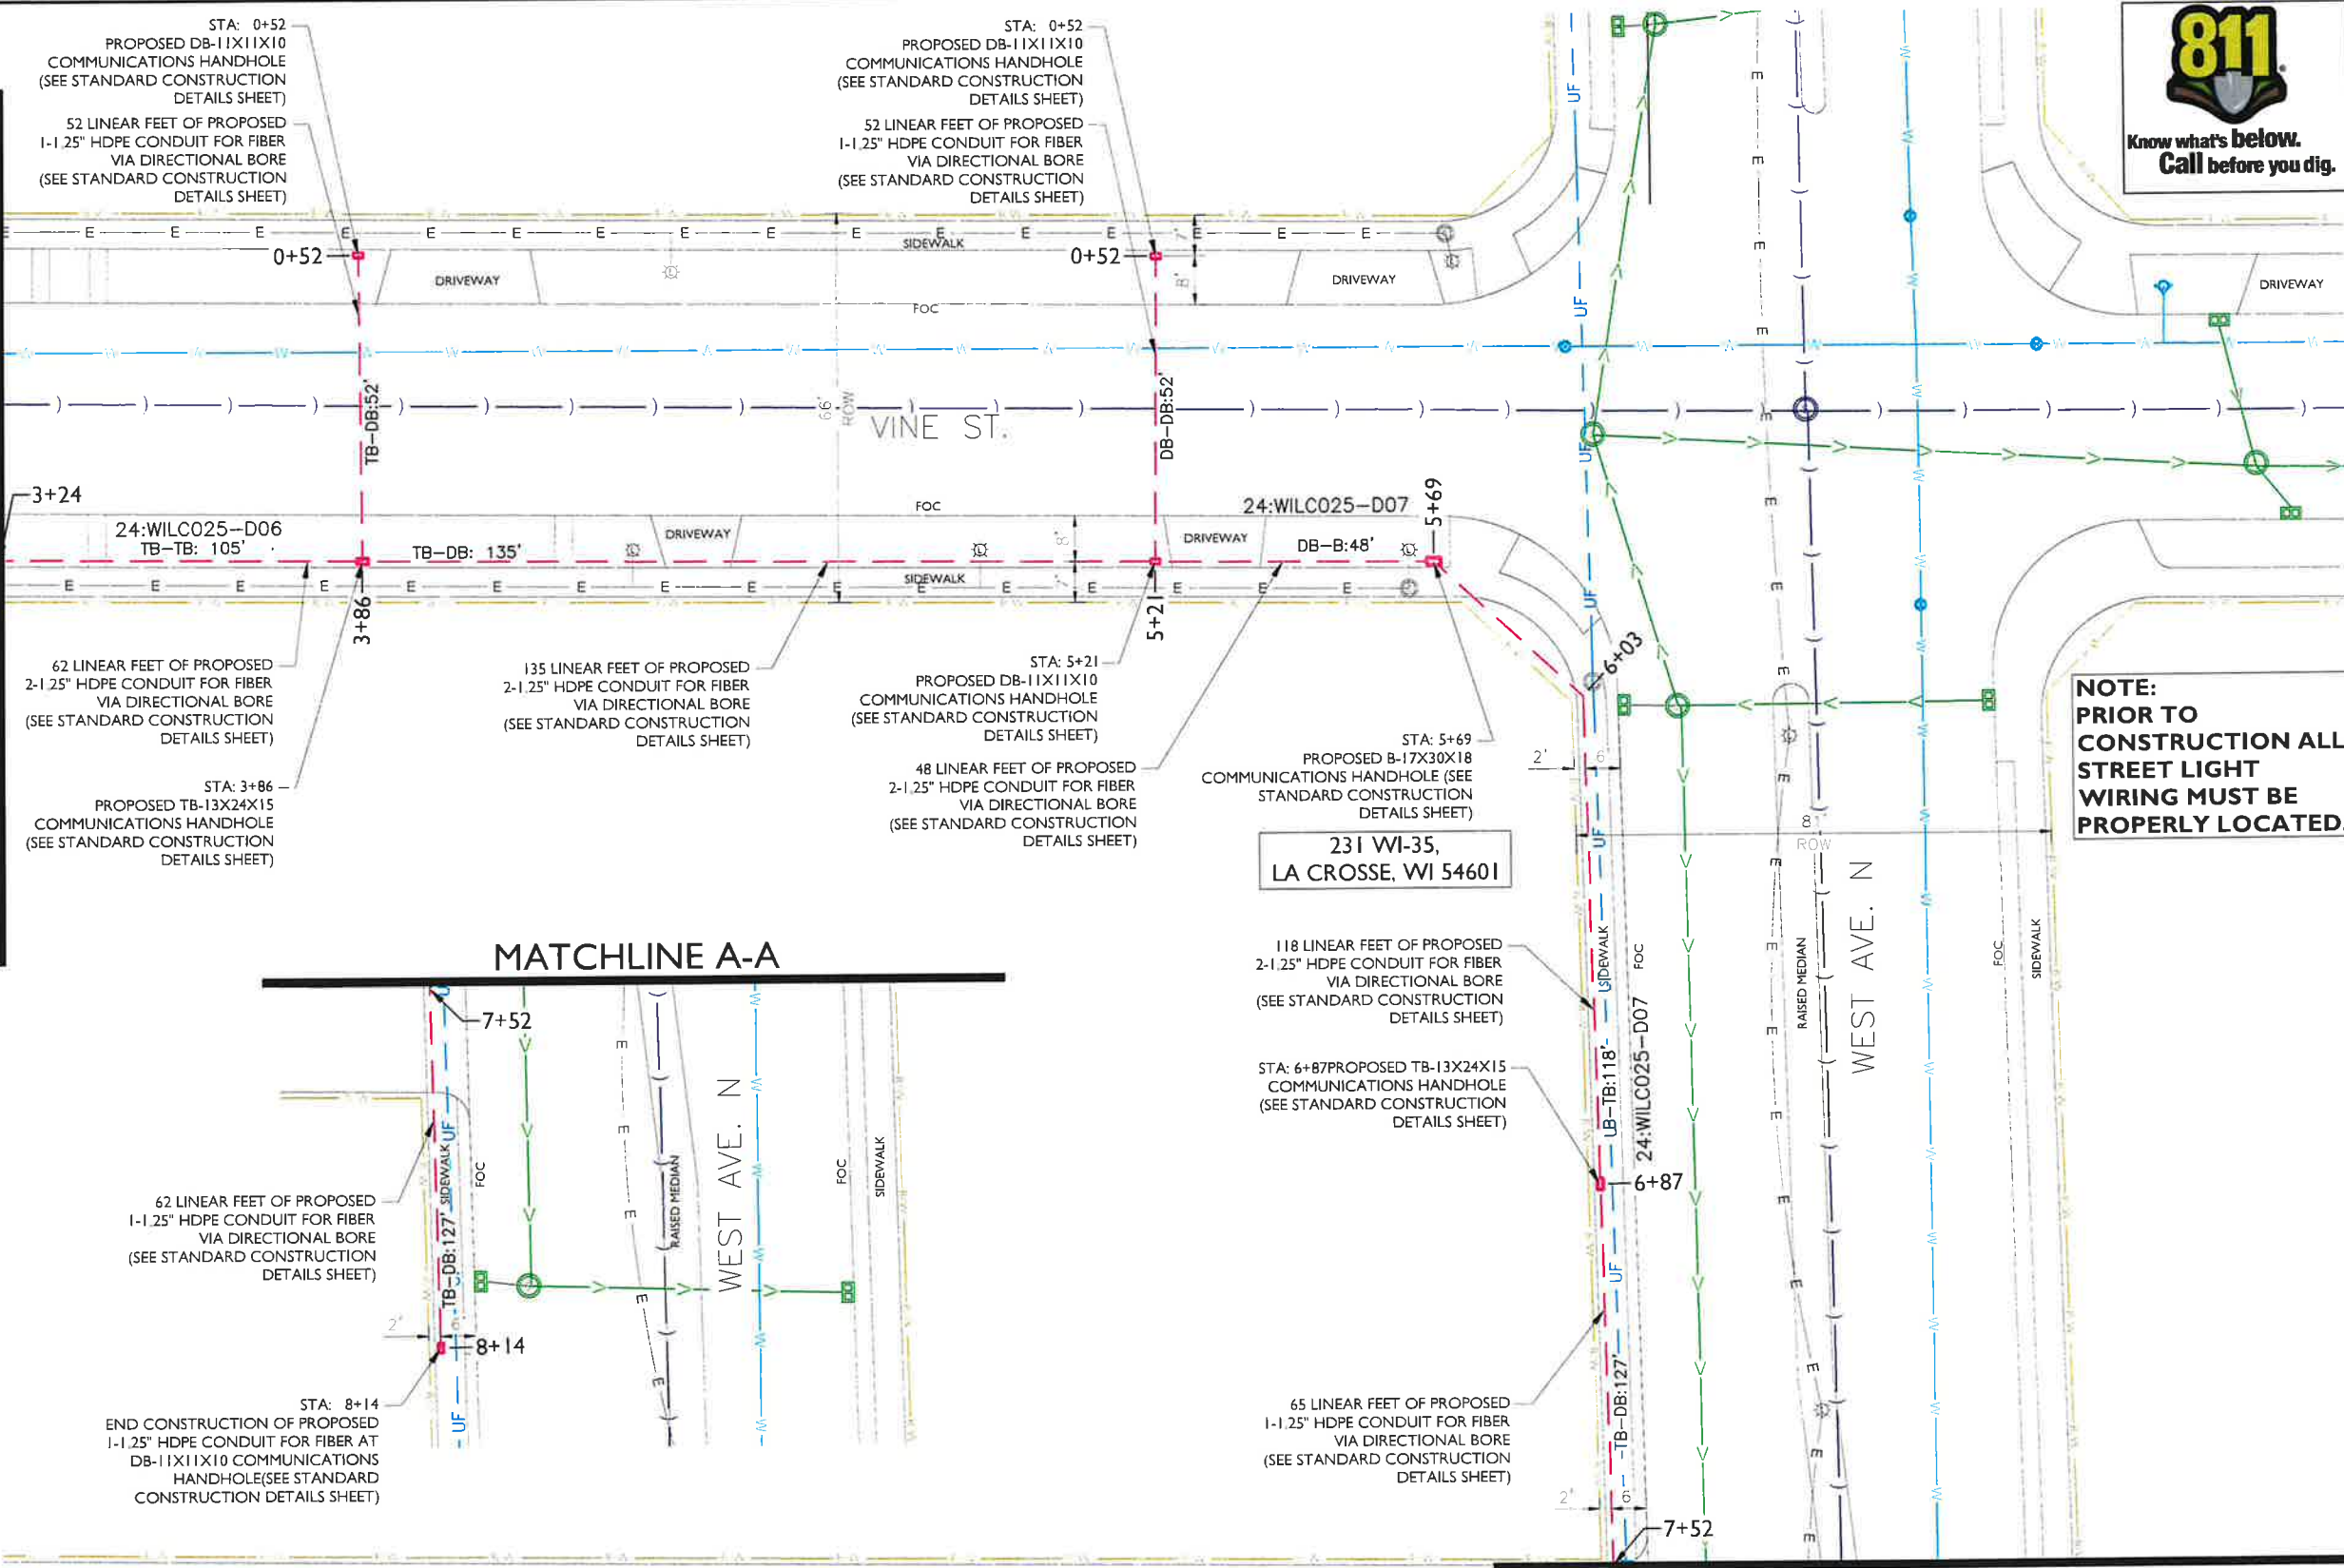 STA: 0+52
PROPOSED DB-11X11X10
COMMUNICATIONS HANDHOLE
(SEE STANDARD CONSTRUCTION
DETAILS SHEET)
52 LINEAR FEET OF PROPOSED
1-1.25" HDPE CONDUIT FOR FIBER
VIA DIRECTIONAL BORE
(SEE STANDARD CONSTRUCTION
DETAILS SHEET)
STA: 0+52
PROPOSED DB-11X11X10
COMMUNICATIONS HANDHOLE
(SEE STANDARD CONSTRUCTION
DETAILS SHEET)
52 LINEAR FEET OF PROPOSED
1-1.25" HDPE CONDUIT FOR FIBER
VIA DIRECTIONAL BORE
(SEE STANDARD CONSTRUCTION
DETAILS SHEET)
811
Know what's below.
Call before you dig.
SIDEWALK
7'
0+52
0+52
DRIVEWAY
8'
DRIVEWAY
DRIVEWAY
FOC
TB-DB:52'
66'
ROW
VINE ST.
DB-DB:52'
3+24
24:WILC025-D06
TB-TB: 105'
TB-DB: 135'
DRIVEWAY
FOC
8'
DRIVEWAY
24:WILC025-D07
DB-B:48'
5+69
SIDEWALK
7'
3+86
5+21
6+03
62 LINEAR FEET OF PROPOSED
2-1.25" HDPE CONDUIT FOR FIBER
VIA DIRECTIONAL BORE
(SEE STANDARD CONSTRUCTION
DETAILS SHEET)
STA: 3+86
PROPOSED TB-13X24X15
COMMUNICATIONS HANDHOLE
(SEE STANDARD CONSTRUCTION
DETAILS SHEET)
135 LINEAR FEET OF PROPOSED
2-1.25" HDPE CONDUIT FOR FIBER
VIA DIRECTIONAL BORE
(SEE STANDARD CONSTRUCTION
DETAILS SHEET)
STA: 5+21
PROPOSED DB-11X11X10
COMMUNICATIONS HANDHOLE
(SEE STANDARD CONSTRUCTION
DETAILS SHEET)
48 LINEAR FEET OF PROPOSED
2-1.25" HDPE CONDUIT FOR FIBER
VIA DIRECTIONAL BORE
(SEE STANDARD CONSTRUCTION
DETAILS SHEET)
STA: 5+69
PROPOSED B-17X30X18
COMMUNICATIONS HANDHOLE (SEE
STANDARD CONSTRUCTION
DETAILS SHEET)
231 WI-35,
LA CROSSE, WI 54601
2'
6'
ROW
NOTE:
PRIOR TO
CONSTRUCTION ALL
STREET LIGHT
WIRING MUST BE
PROPERLY LOCATED.
118 LINEAR FEET OF PROPOSED
2-1.25" HDPE CONDUIT FOR FIBER
VIA DIRECTIONAL BORE
(SEE STANDARD CONSTRUCTION
DETAILS SHEET)
STA: 6+87PROPOSED TB-13X24X15
COMMUNICATIONS HANDHOLE
(SEE STANDARD CONSTRUCTION
DETAILS SHEET)
SIDEWALK
FOC
B-TB:118'
24:WILC025-D07
6+87
RAISED MEDIAN
WEST AVE. N
FOC
SIDEWALK
65 LINEAR FEET OF PROPOSED
1-1.25" HDPE CONDUIT FOR FIBER
VIA DIRECTIONAL BORE
(SEE STANDARD CONSTRUCTION
DETAILS SHEET)
TB-DB:127'
2'
6'
7+52
MATCHLINE A-A
7+52
62 LINEAR FEET OF PROPOSED
1-1.25" HDPE CONDUIT FOR FIBER
VIA DIRECTIONAL BORE
(SEE STANDARD CONSTRUCTION
DETAILS SHEET)
TB-DB:127'
SIDEWALK
UF
FOC
RAISED MEDIAN
WEST AVE. N
FOC
SIDEWALK
2'
8+14
STA: 8+14
END CONSTRUCTION OF PROPOSED
1-1.25" HDPE CONDUIT FOR FIBER AT
DB-11X11X10 COMMUNICATIONS
HANDHOLE(SEE STANDARD
CONSTRUCTION DETAILS SHEET)